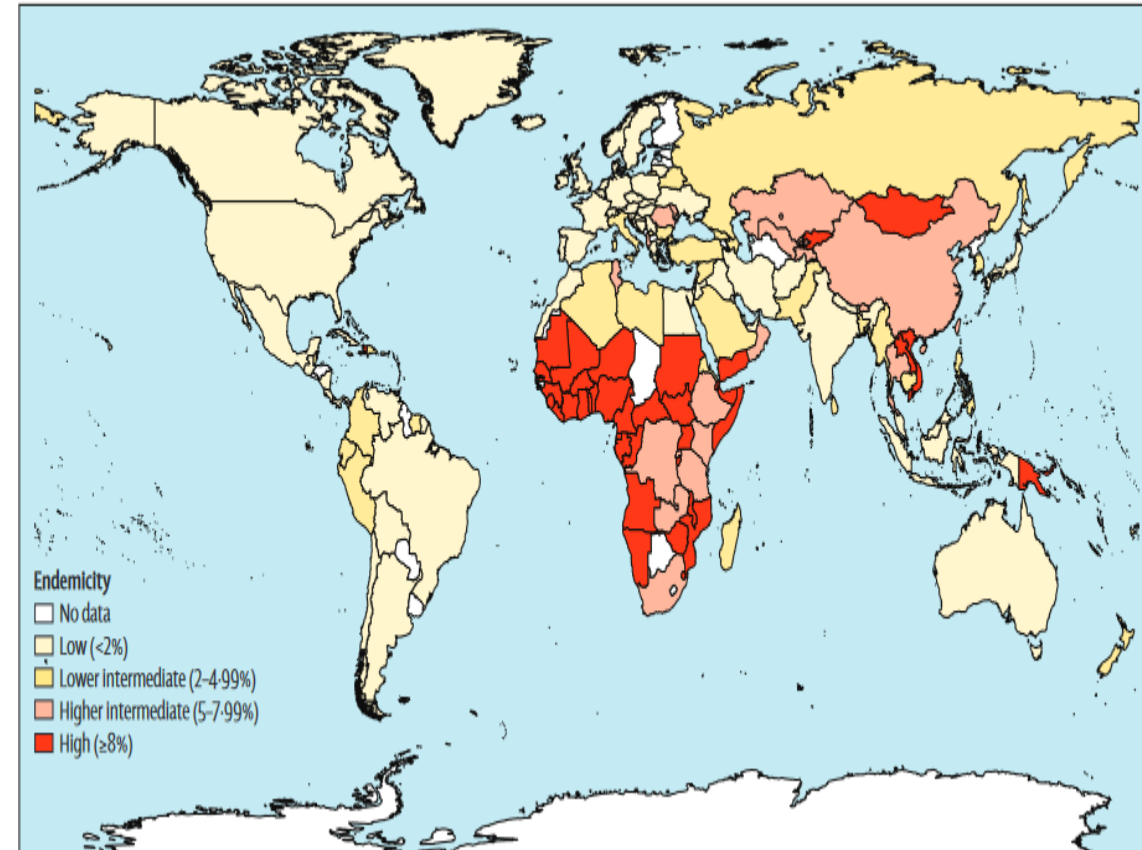 Endemicity
No data
Low (<2%)
Lower intermediate (2–4·99%)
Higher intermediate (5–7·99%)
High (≥8%)